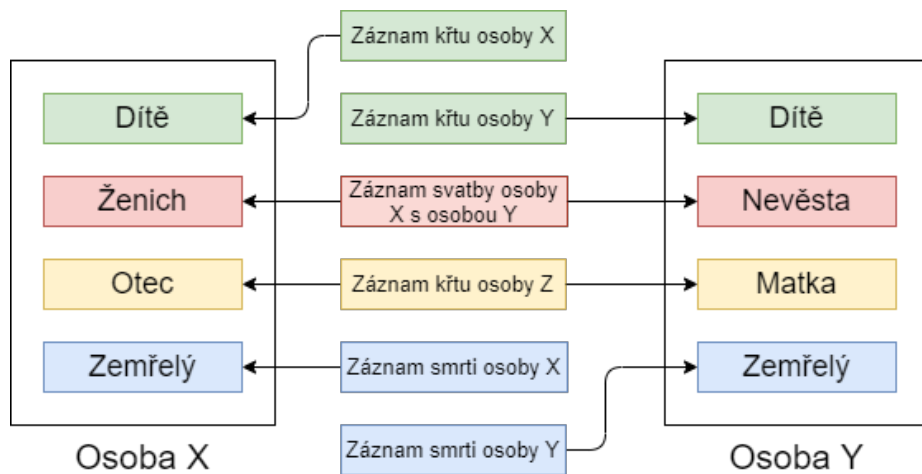 Záznam křtu osoby X
Dítě
Záznam křtu osoby Y
Dítě
Ženich
Záznam svatby osoby
X s osobou Y
Nevěsta
Otec
Záznam křtu osoby Z
Matka
Zemřelý
Záznam smrti osoby X
Zemřelý
Osoba X
Záznam smrti osoby Y
Osoba Y